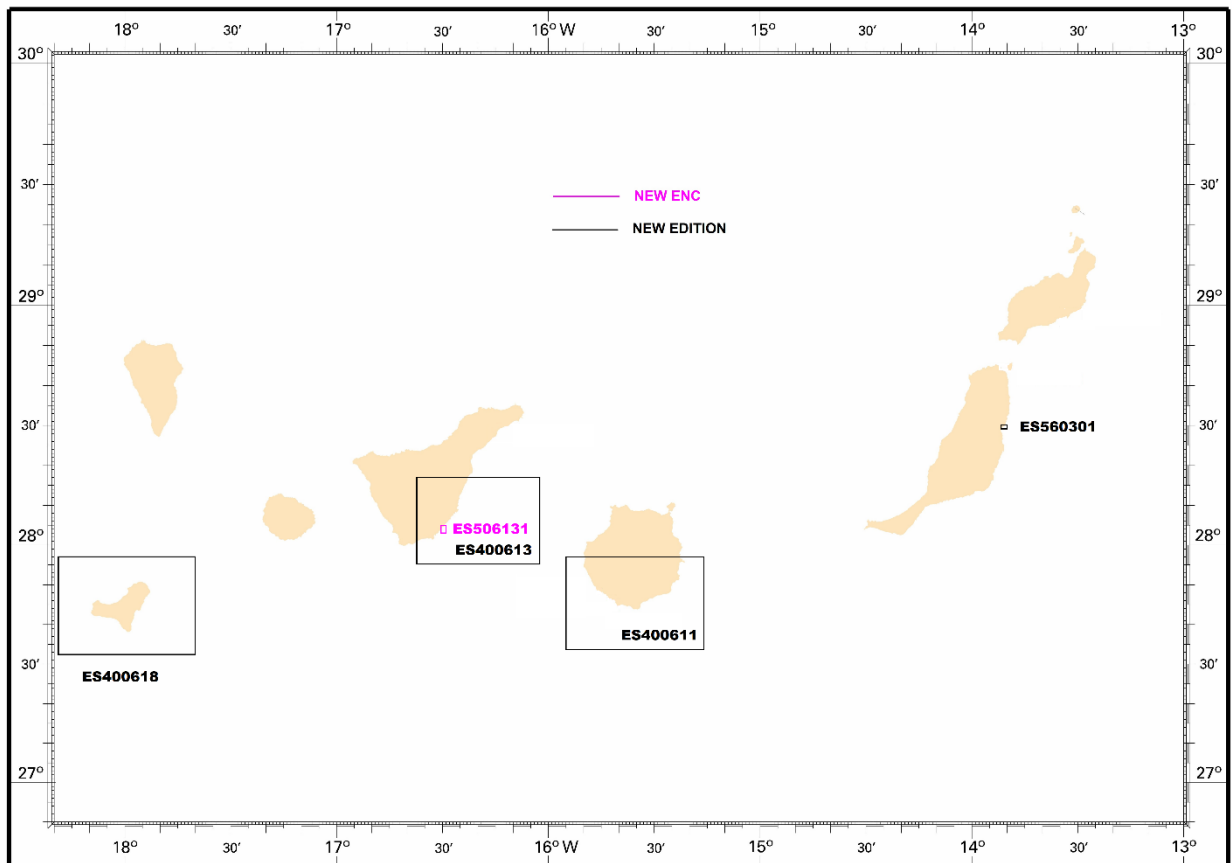 18° 30′ 17° 30′ 16° W 30′ 15° 30′ 14° 30′ 13°
30° 30°
30′ NEW ENC 30′
NEW EDITION
29° 29°
30′ ES560301 30′
ES506131
28° ES400613 28°
ES400611
30′ 30′
ES400618
27° 27°
18° 30′ 17° 30′ 16° W 30′ 15° 30′ 14° 30′ 13°